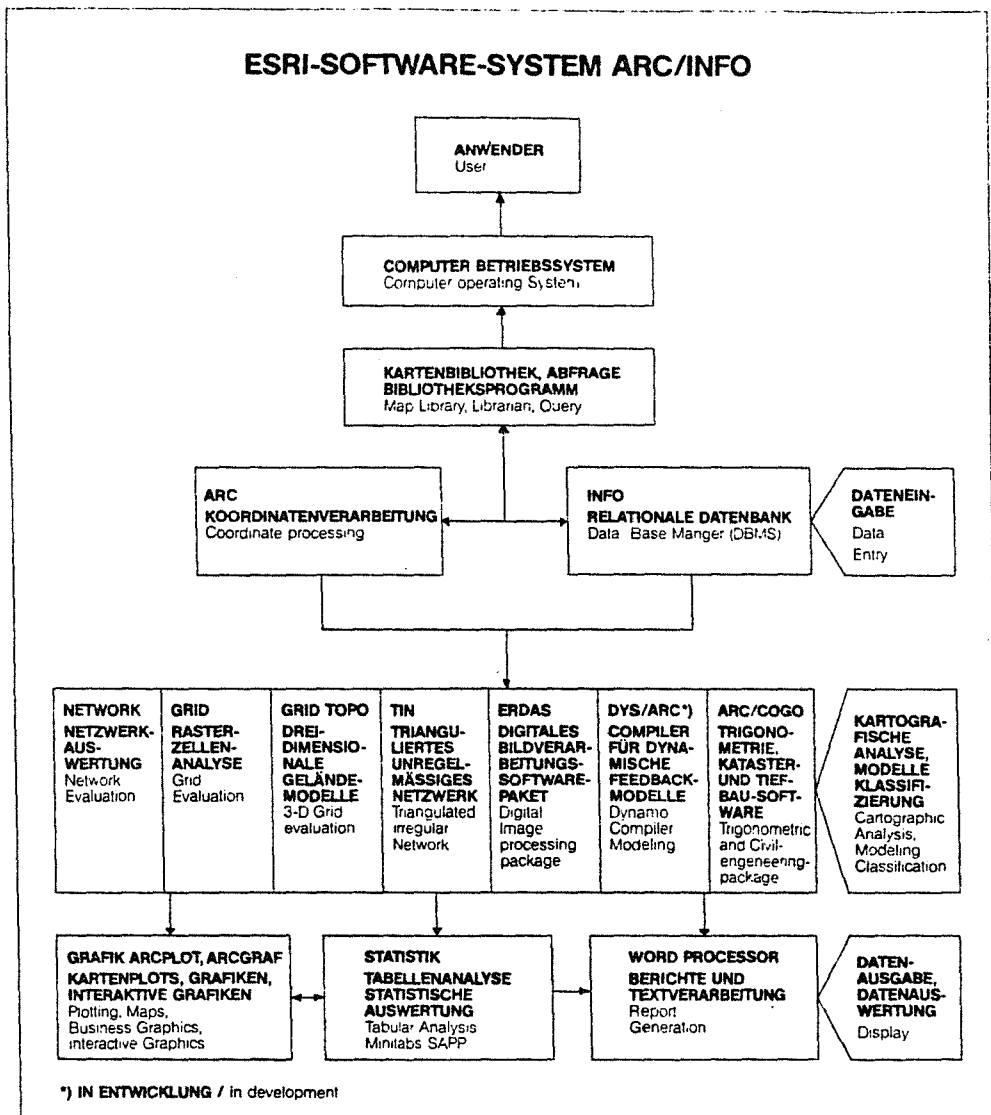 ESRI-SOFTWARE-SYSTEM ARC/INFO
ANWENDER
User
COMPUTER BETRIEBSSYSTEM
Computer operating System
KARTENBIBLIOTHEK, ABFRAGE
BIBLIOTHEKSPROGRAMM
Map Library, Librarian, Query
ARC
KOORDINATENVERARBEITUNG
Coordinate processing
INFO
RELATIONALE DATENBANK
Data Base Manger (DBMS)
DATENEIN-
GABE
Data
Entry
NETWORK
NETZWERK-
AUS-
WERTUNG
Network
Evaluation
GRID
RASTER-
ZELLEN-
ANALYSE
Grid
Evaluation
GRID TOPO
DREI-
DIMENSIO-
NALE
GELÄNDE-
MODELLE
3-D Grid
evaluation
TIN
TRIANGU-
LIERTES
UNREGEL-
MÄSSIGES
NETZWERK
Triangulated
irregular
Network
ERDAS
DIGITALES
BILDVERAR-
BEITUNGS-
SOFTWARE-
PAKET
Digital
Image
processing
package
DYS/ARC*)
COMPILER
FÜR DYNA-
MISCHE
FEEDBACK-
MODELLE
Dynamo
Compiler
Modeling
ARC/COGO
TRIGONO-
METRIE,
KATASTER-
UND TIEF-
BAU-SOFT-
WARE
Trigonometric
and Civil-
engeneering-
package
KARTOGRA-
FISCHE
ANALYSE,
MODELLE
KLASSIFI-
ZIERUNG
Cartographic
Analysis,
Modeling
Classification
GRAFIK ARCPLOT, ARCGRAF
KARTENPLOTS, GRAFIKEN,
INTERAKTIVE GRAFIKEN
Plotting, Maps,
Business Graphics,
Interactive Graphics
STATISTIK
TABELLENANALYSE
STATISTISCHE
AUSWERTUNG
Tabular Analysis
Minitabs SAPP
WORD PROCESSOR
BERICHTE UND
TEXTVERARBEITUNG
Report
Generation
DATEN-
AUSGABE,
DATENAUS-
WERTUNG
Display
*) IN ENTWICKLUNG / in development